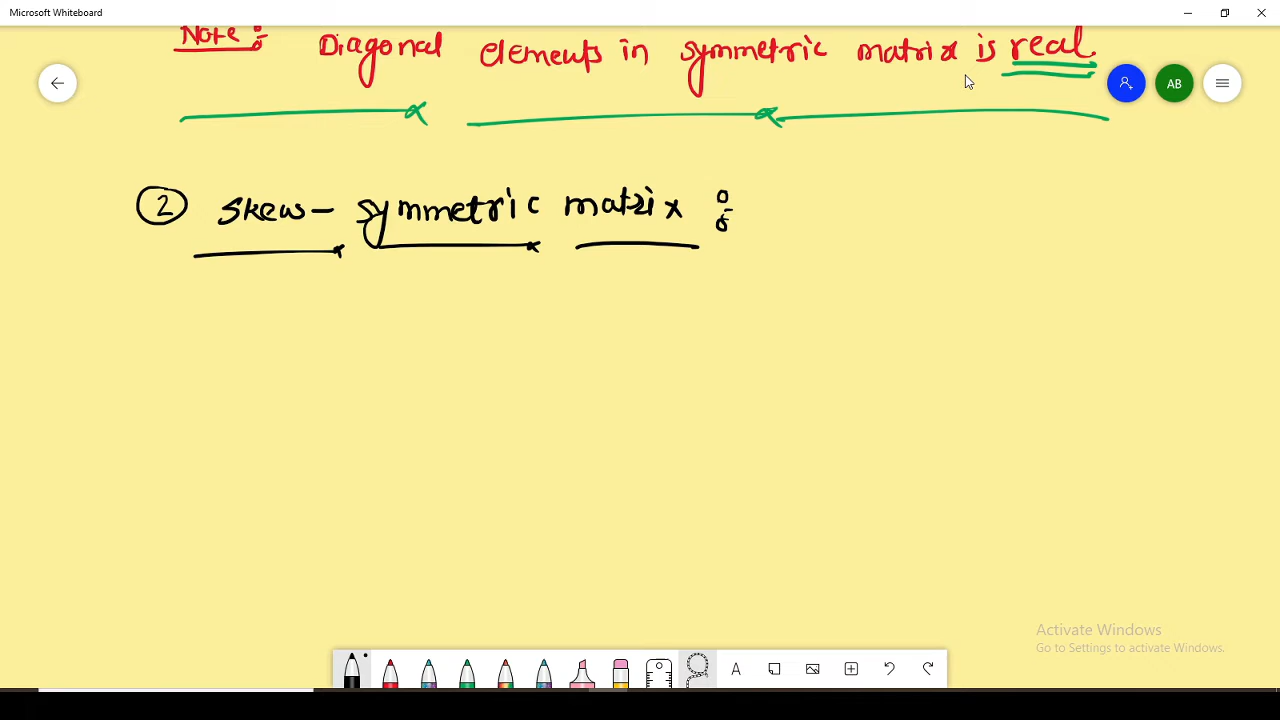 Microsoft Whiteboard
Note :-
Diagonal elements in symmetric matrix is real.
AB
2 Skew- symmetric matrix :-
Activate Windows
Go to Settings to activate Windows.
A